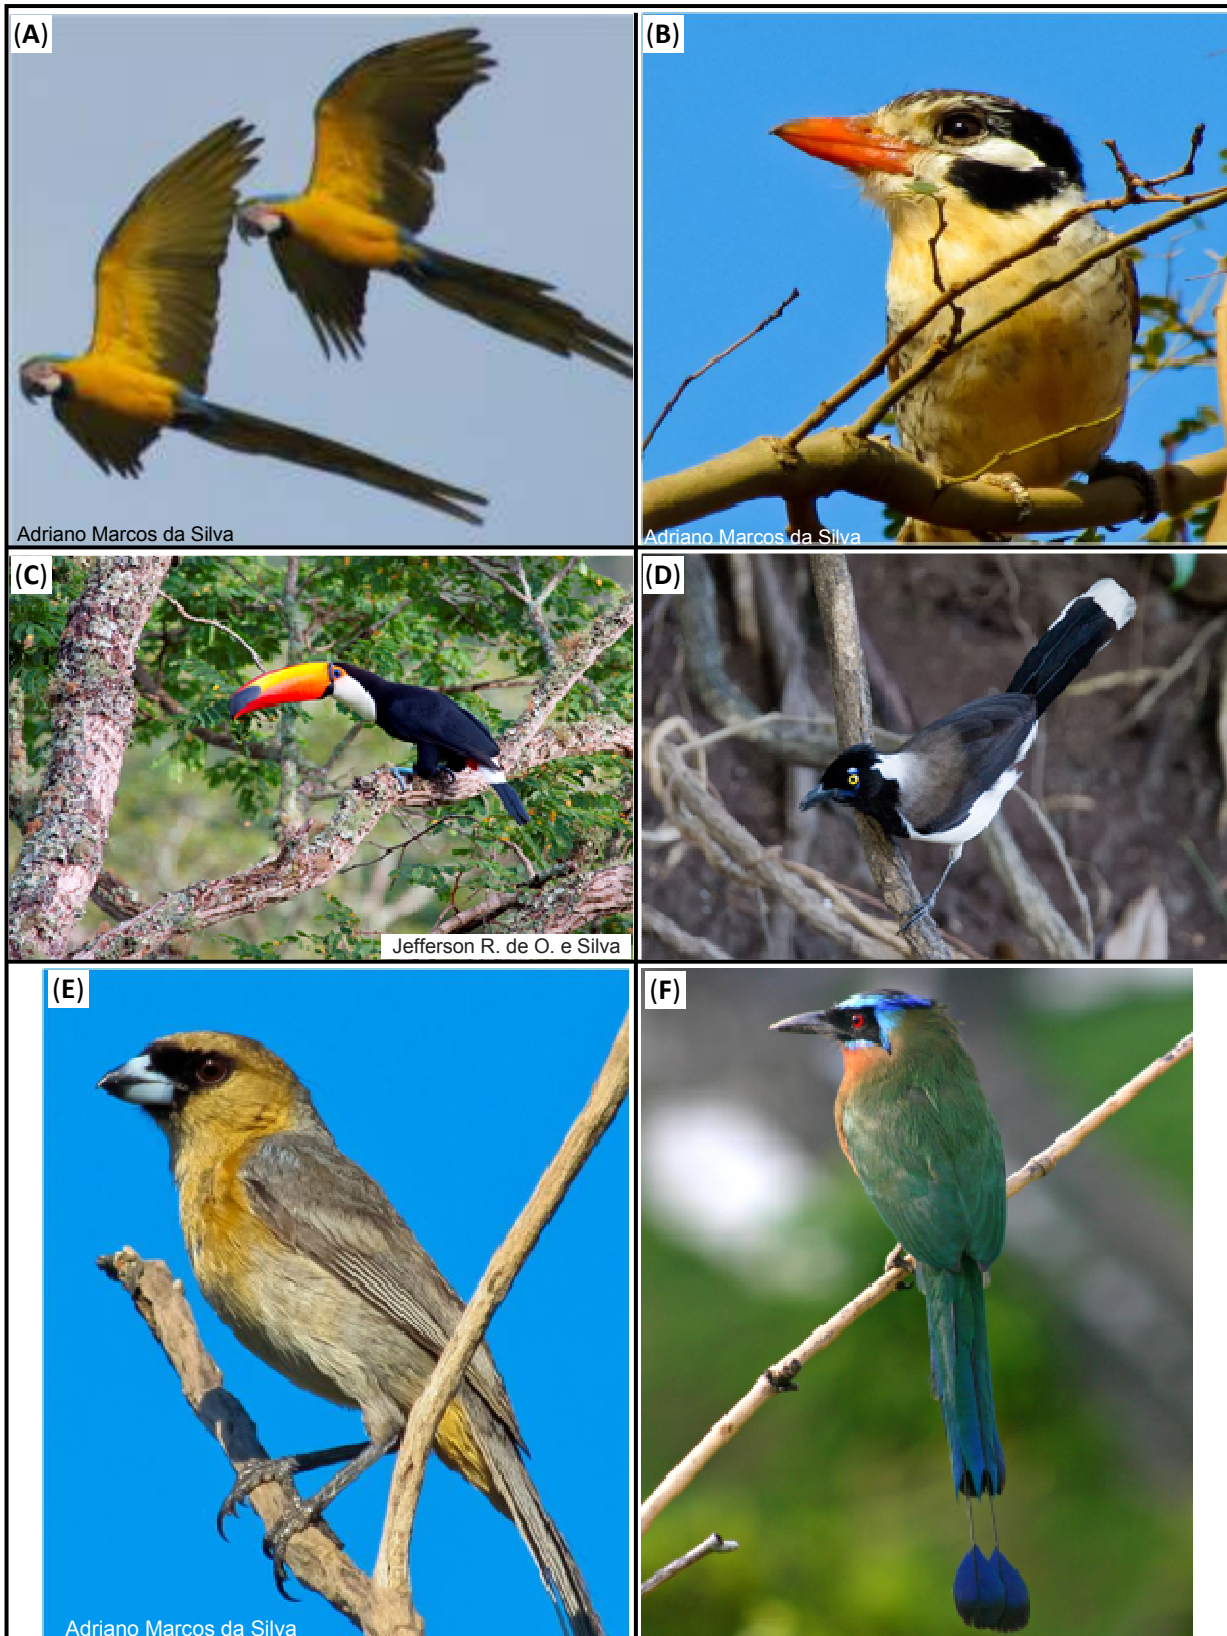 (A)
Adriano Marcos da Silva
(B)
Adriano Marcos da Silva
(C)
Jefferson R. de O. e Silva
(D)
(E)
Adriano Marcos da Silva
(F)